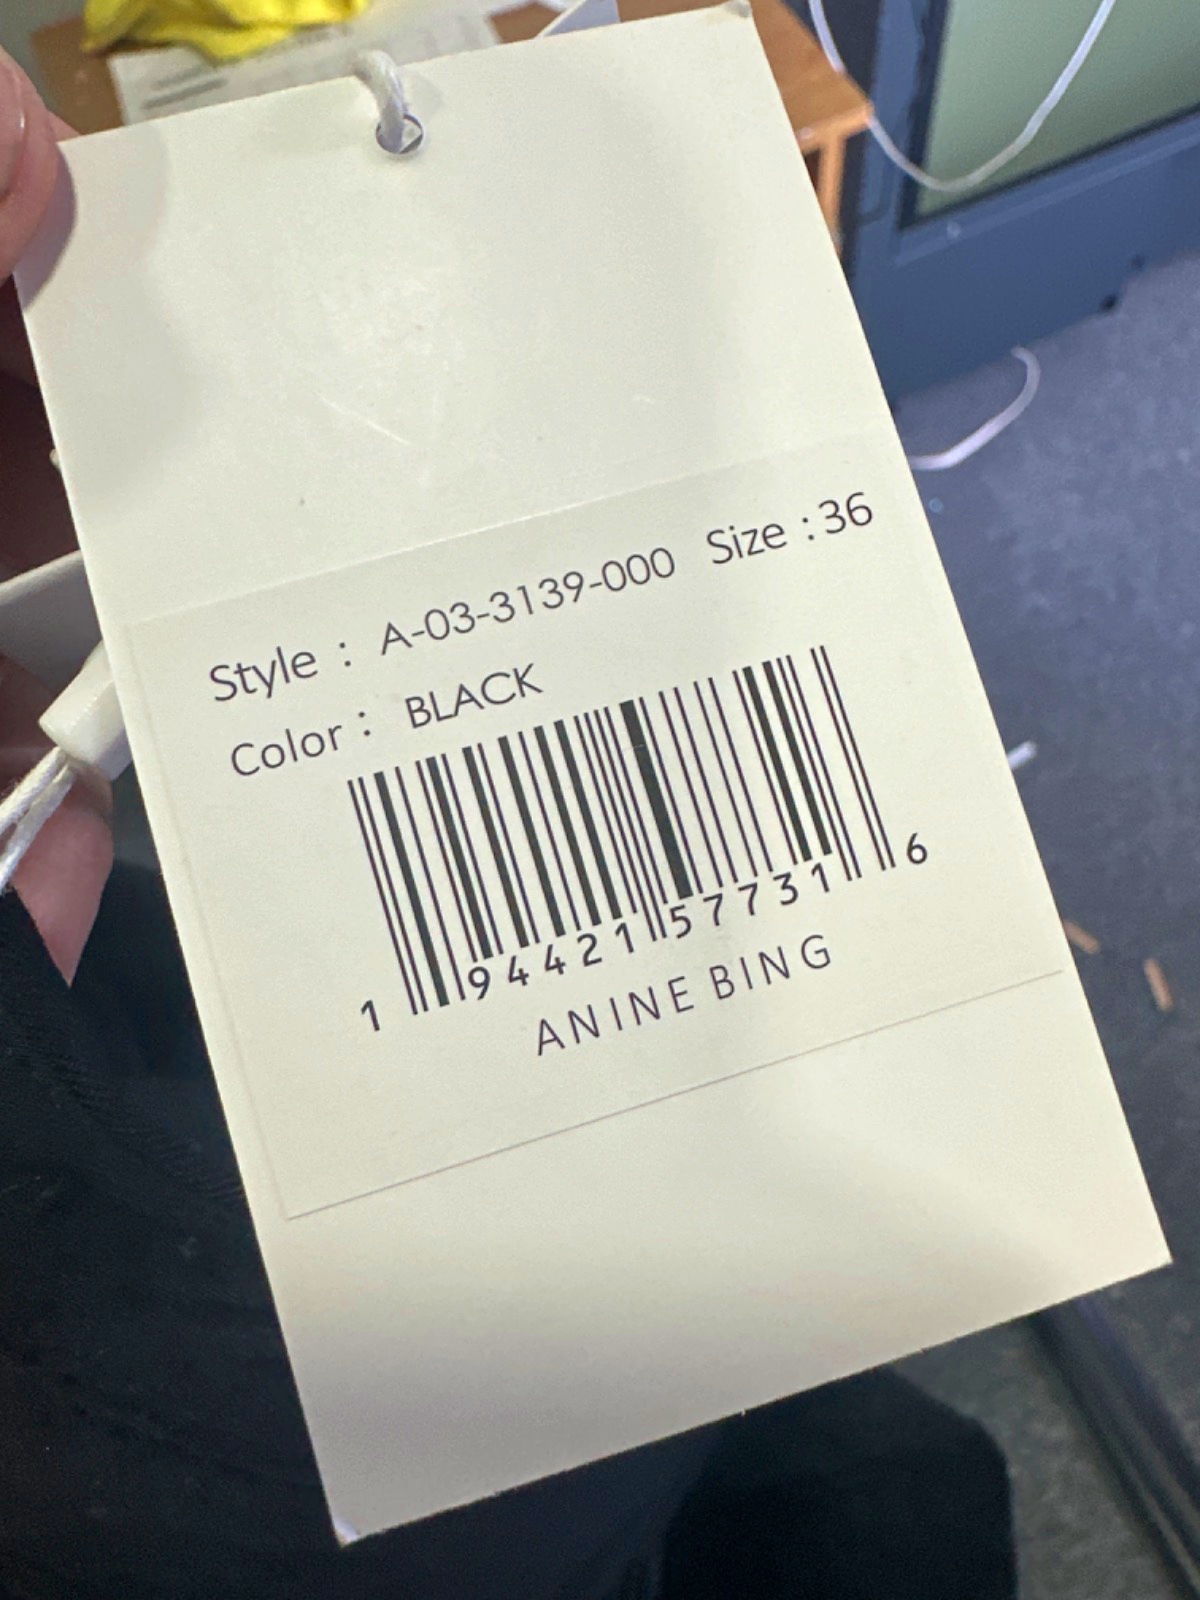 Style : A-03-3139-000 Size : 36
Color : BLACK
1 94421 57731 6
ANINE BING